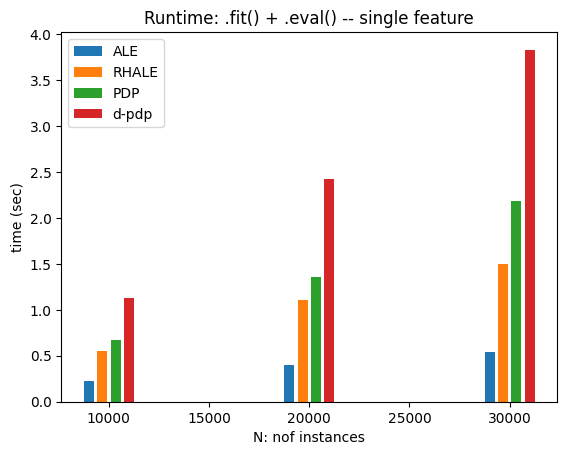 Runtime: .fit() + .eval() -- single feature
ALE
RHALE
PDP
d-pdp
time (sec)
4.0
3.5
3.0
2.5
2.0
1.5
1.0
0.5
0.0
10000 15000 20000 25000 30000
N: nof instances